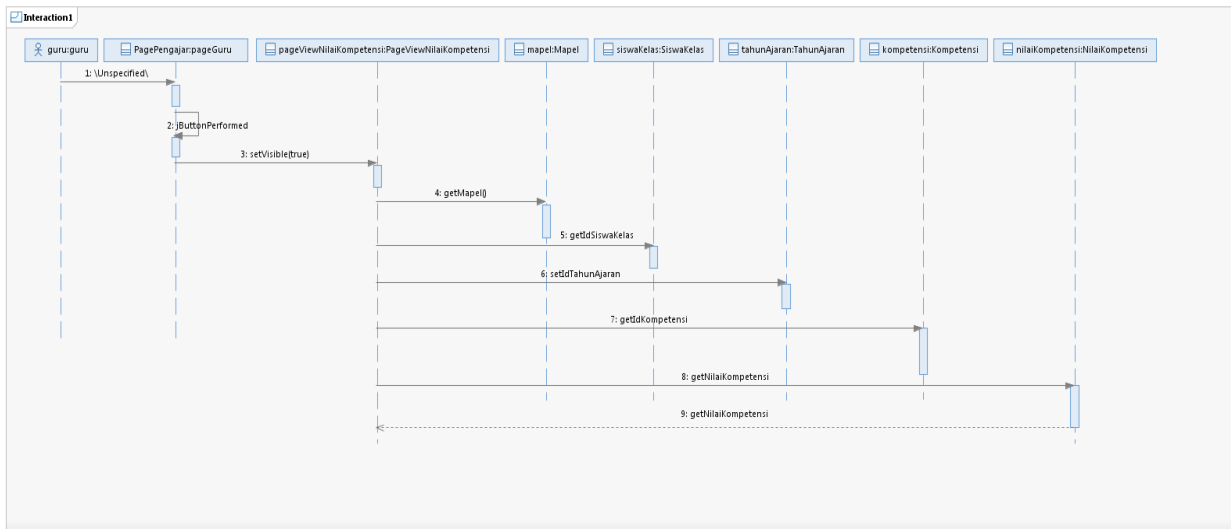 Interaction1
guru:guru
PagePengajar:pageGuru
pageViewNilaiKompetensi:PageViewNilaiKompetensi
mapel:Mapel
siswaKelas:SiswaKelas
tahunAjaran:TahunAjaran
kompetensi:Kompetensi
nilaiKompetensi:NilaiKompetensi
1: \Unspecified\
2: jButtonPerformed
3: setVisible(true)
4: getMapel()
5: getIdSiswaKelas
6: setIdTahunAjaran
7: getIdKompetensi
8: getNilaiKompetensi
9: getNilaiKompetensi